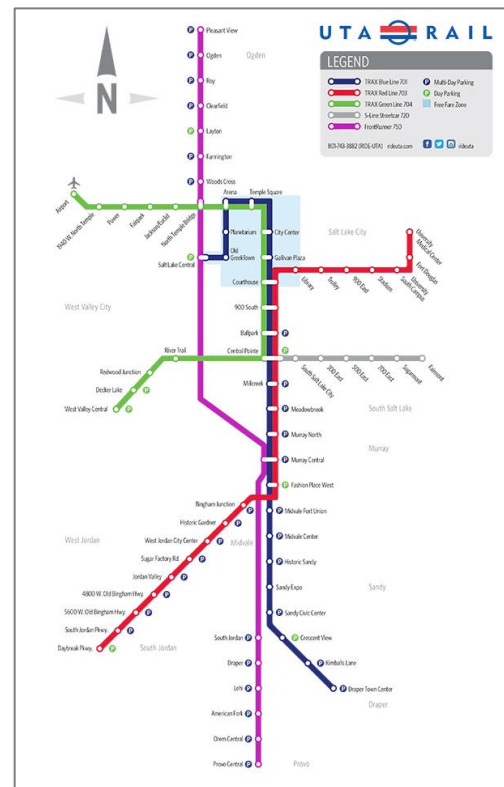 UTA RAIL
LEGEND
TRAX Blue Line 701
TRAX Red Line 703
TRAX Green Line 704
S-Line Streetcar 720
FrontRunner 750
Multi-Day Parking
Day Parking
Free Fare Zone
801-743-3882 (RIDE-UTA) rideuta.com
rideuta
N
Pleasant View
Ogden
Ogden
Roy
Clearfield
Layton
Farmington
Woods Cross
Airport
1940 W. North Temple
Power
Fairpark
Jackson/Euclid
North Temple Bridge
Arena
Temple Square
Planetarium
City Center
Salt Lake City
Old
GreekTown
Salt Lake Central
Gallivan Plaza
Courthouse
Library
Trolley
900 East
Stadium
University
South Campus
Fort Douglas
University
Medical Center
West Valley City
900 South
Ballpark
Central Pointe
River Trail
Redwood Junction
Decker Lake
West Valley Central
South Salt Lake City
300 East
500 East
700 East
Sugarmont
Fairmont
Millcreek
Meadowbrook
South Salt Lake
Murray North
Murray
Murray Central
Fashion Place West
Bingham Junction
Midvale Fort Union
Historic Gardner
West Jordan
West Jordan City Center
Midvale
Midvale Center
Sugar Factory Rd.
Historic Sandy
Jordan Valley
Sandy Expo
Sandy
4800 W. Old Bingham Hwy.
5600 W. Old Bingham Hwy.
Sandy Civic Center
South Jordan Pkwy.
South Jordan
Crescent View
Daybreak Pkwy.
South Jordan
Draper
Kimballs Lane
Lehi
Draper Town Center
Draper
American Fork
Orem Central
Provo Central
Provo